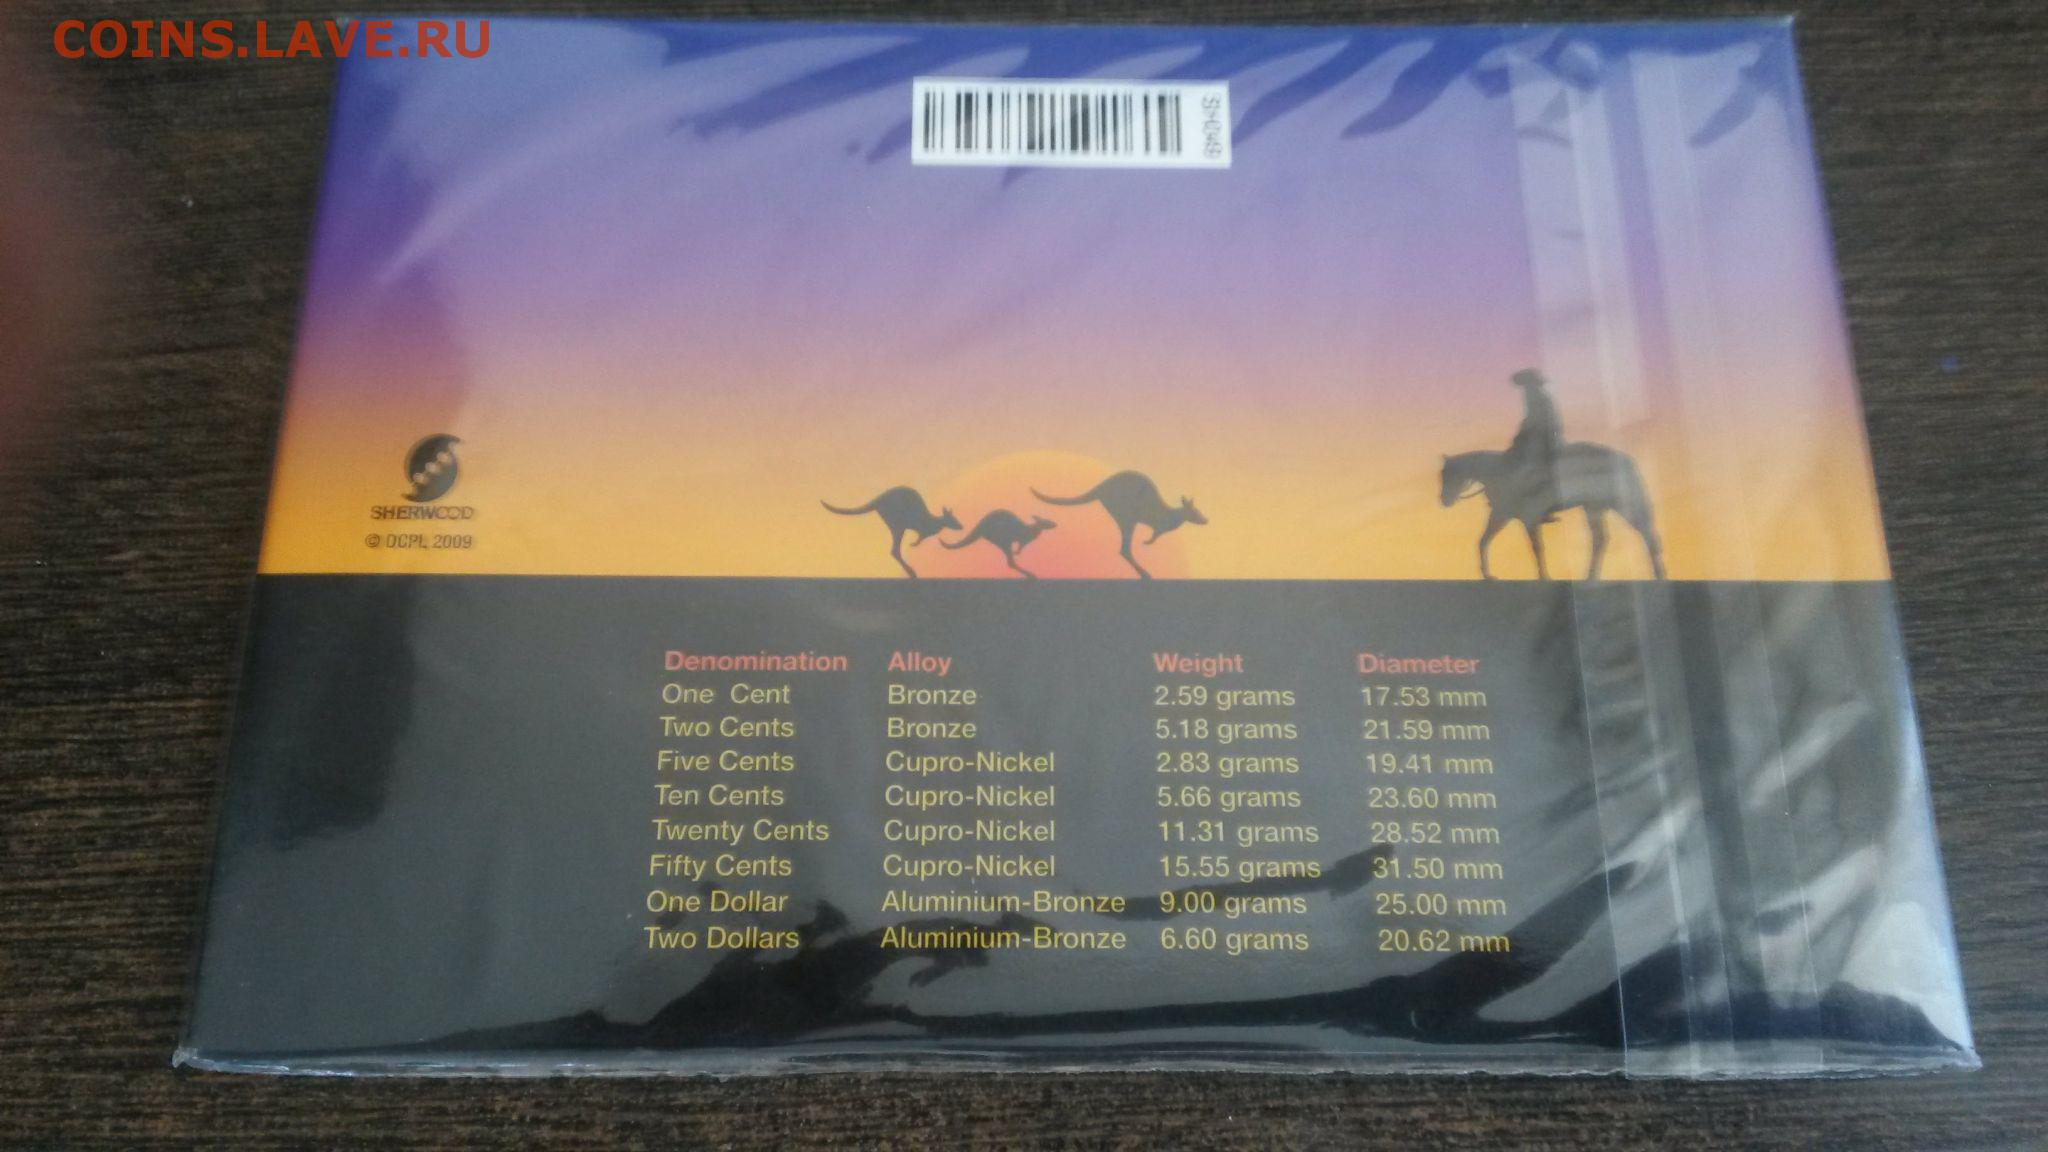 COINS.LAVE.RU
SHERWOOD
© DCPL 2009
Denomination Alloy Weight Diameter
One Cent Bronze 2.59 grams 17.53 mm
Two Cents Bronze 5.18 grams 21.59 mm
Five Cents Cupro-Nickel 2.83 grams 19.41 mm
Ten Cents Cupro-Nickel 5.66 grams 23.60 mm
Twenty Cents Cupro-Nickel 11.31 grams 28.52 mm
Fifty Cents Cupro-Nickel 15.55 grams 31.50 mm
One Dollar Aluminium-Bronze 9.00 grams 25.00 mm
Two Dollars Aluminium-Bronze 6.60 grams 20.62 mm